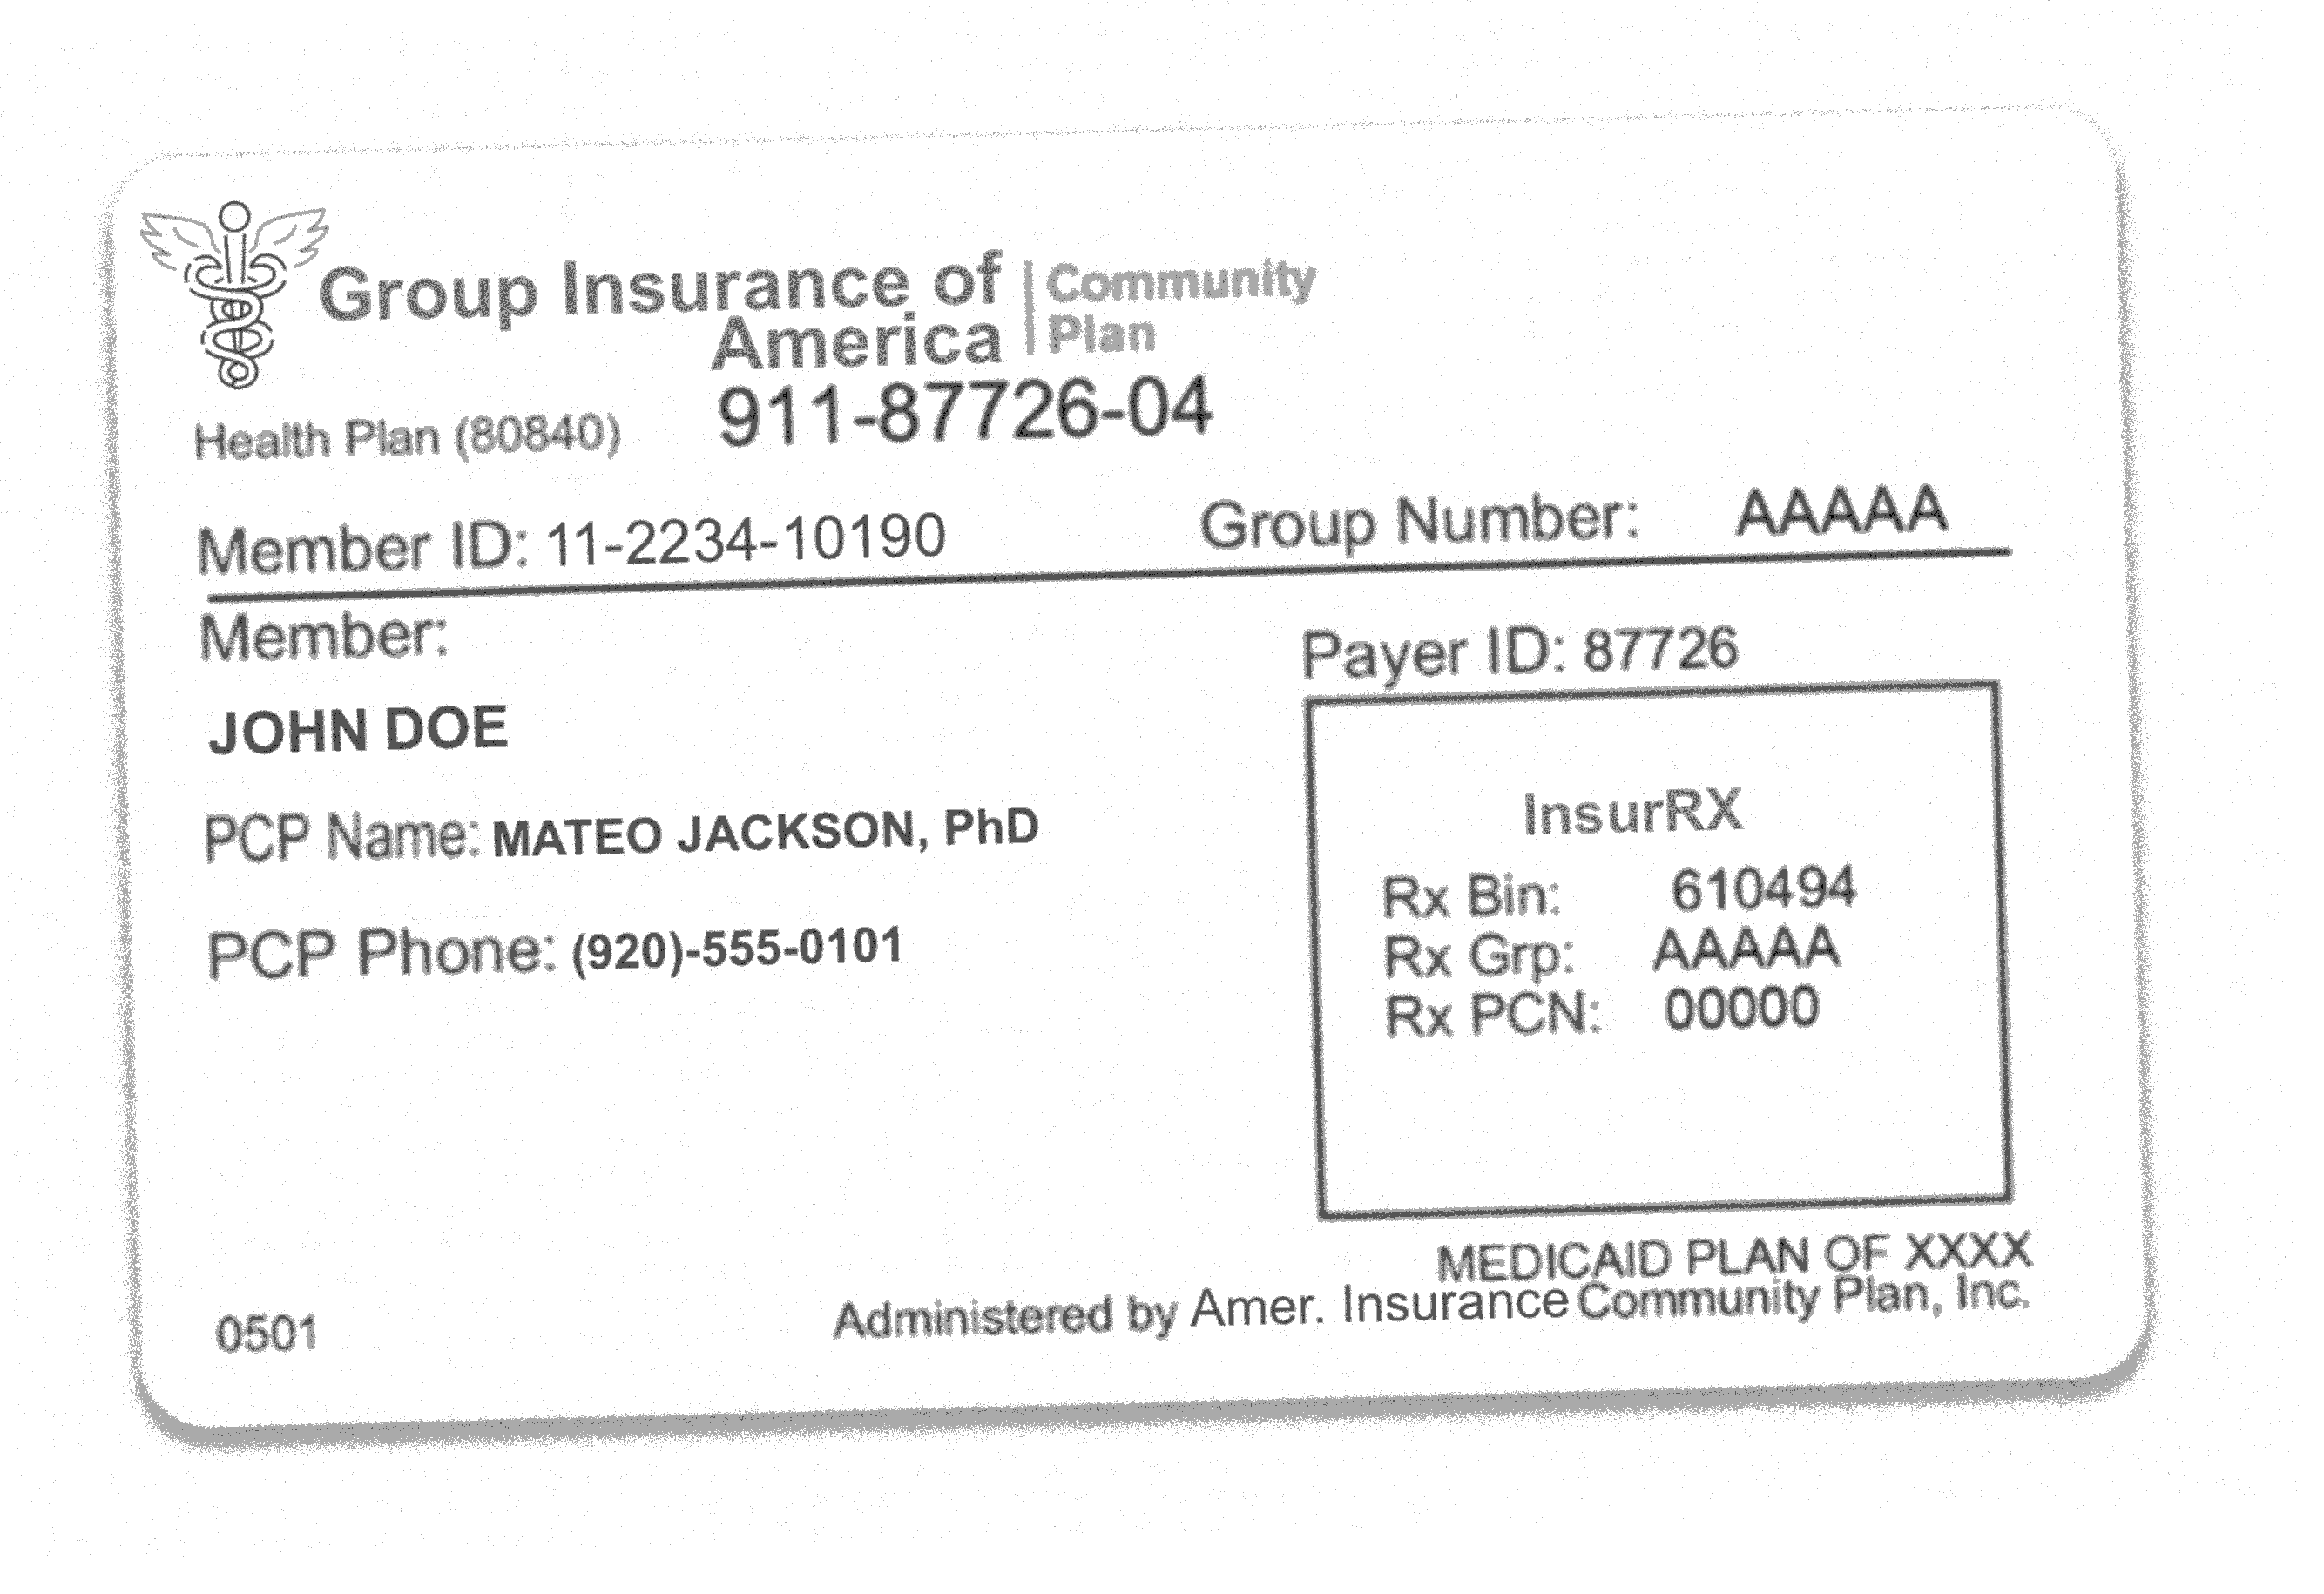 Group Insurance of
America
Community
Plan
Health Plan (80840) 911-87726-04
Member ID: 11-2234-10190 Group Number: AAAAA
Member:
JOHN DOE
PCP Name: MATEO JACKSON, PhD
PCP Phone: (920)-555-0101
Payer ID: 87726
InsurRX
Rx Bin: 610494
Rx Grp: AAAAA
Rx PCN: 00000
MEDICAID PLAN OF XXXX
0501 Administered by Amer. Insurance Community Plan, Inc.